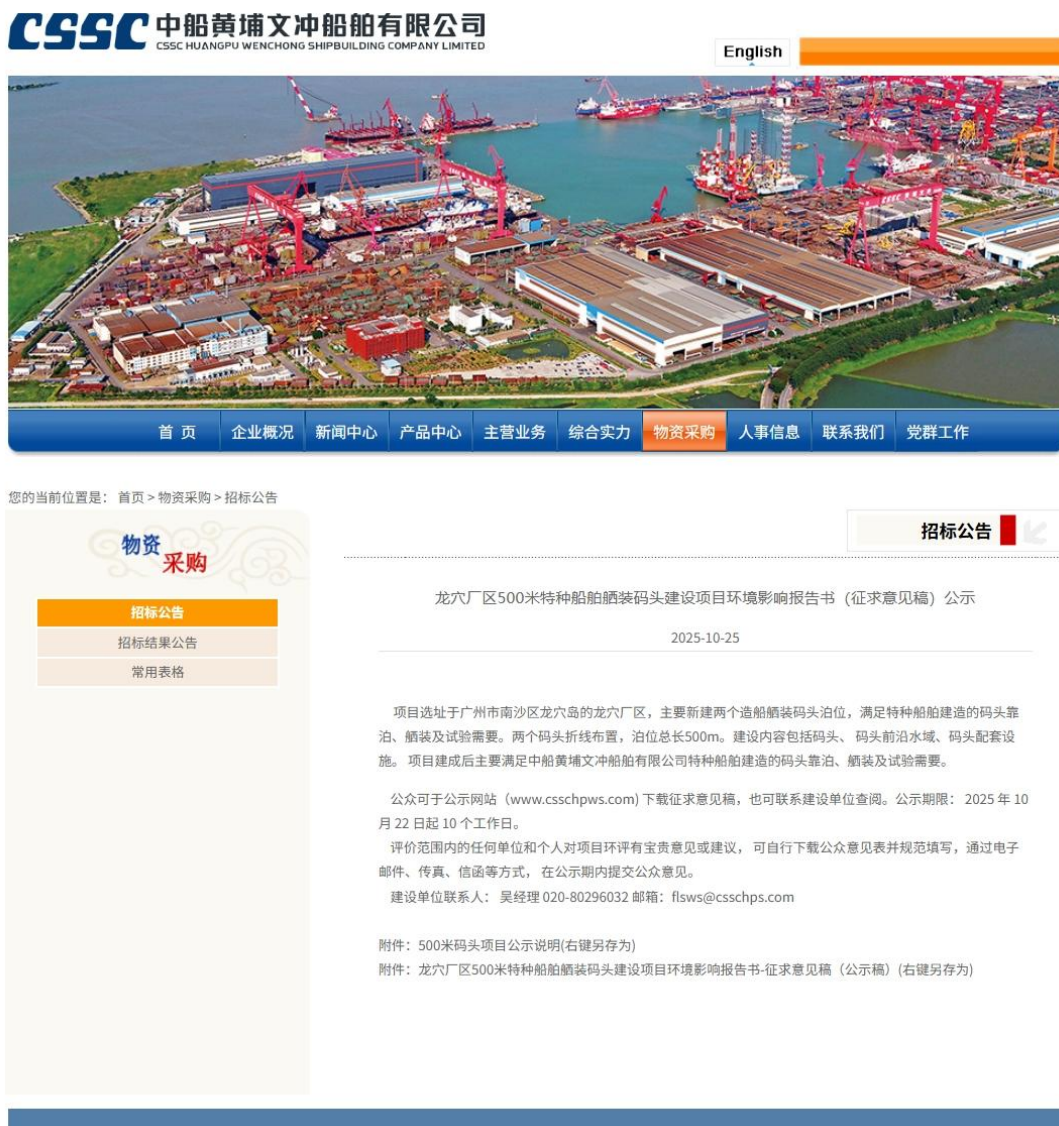 CSSC 中船黄埔文冲船舶有限公司
CSSC HUANGPU WENCHONG SHIPBUILDING COMPANY LIMITED
English
首 页 企业概况 新闻中心 产品中心 主营业务 综合实力 物资采购 人事信息 联系我们 党群工作
您的当前位置是： 首页 > 物资采购 > 招标公告
物资
采购
招标公告
招标结果公告
常用表格
招标公告
龙穴厂区500米特种船舶舾装码头建设项目环境影响报告书（征求意见稿）公示
2025-10-25
项目选址于广州市南沙区龙穴岛的龙穴厂区，主要新建两个造船舾装码头泊位，满足特种船舶建造的码头靠
泊、舾装及试验需要。两个码头折线布置，泊位总长500m。建设内容包括码头、 码头前沿水域、码头配套设
施。 项目建成后主要满足中船黄埔文冲船舶有限公司特种船舶建造的码头靠泊、舾装及试验需要。
公众可于公示网站（www.csschpws.com) 下载征求意见稿，也可联系建设单位查阅。公示期限： 2025 年 10
月 22 日起 10 个工作日。
评价范围内的任何单位和个人对项目环评有宝贵意见或建议， 可自行下载公众意见表并规范填写，通过电子
邮件、传真、信函等方式， 在公示期内提交公众意见。
建设单位联系人： 吴经理 020-80296032 邮箱：flsws@csschps.com
附件：500米码头项目公示说明(右键另存为)
附件：龙穴厂区500米特种船舶舾装码头建设项目环境影响报告书-征求意见稿（公示稿）(右键另存为)